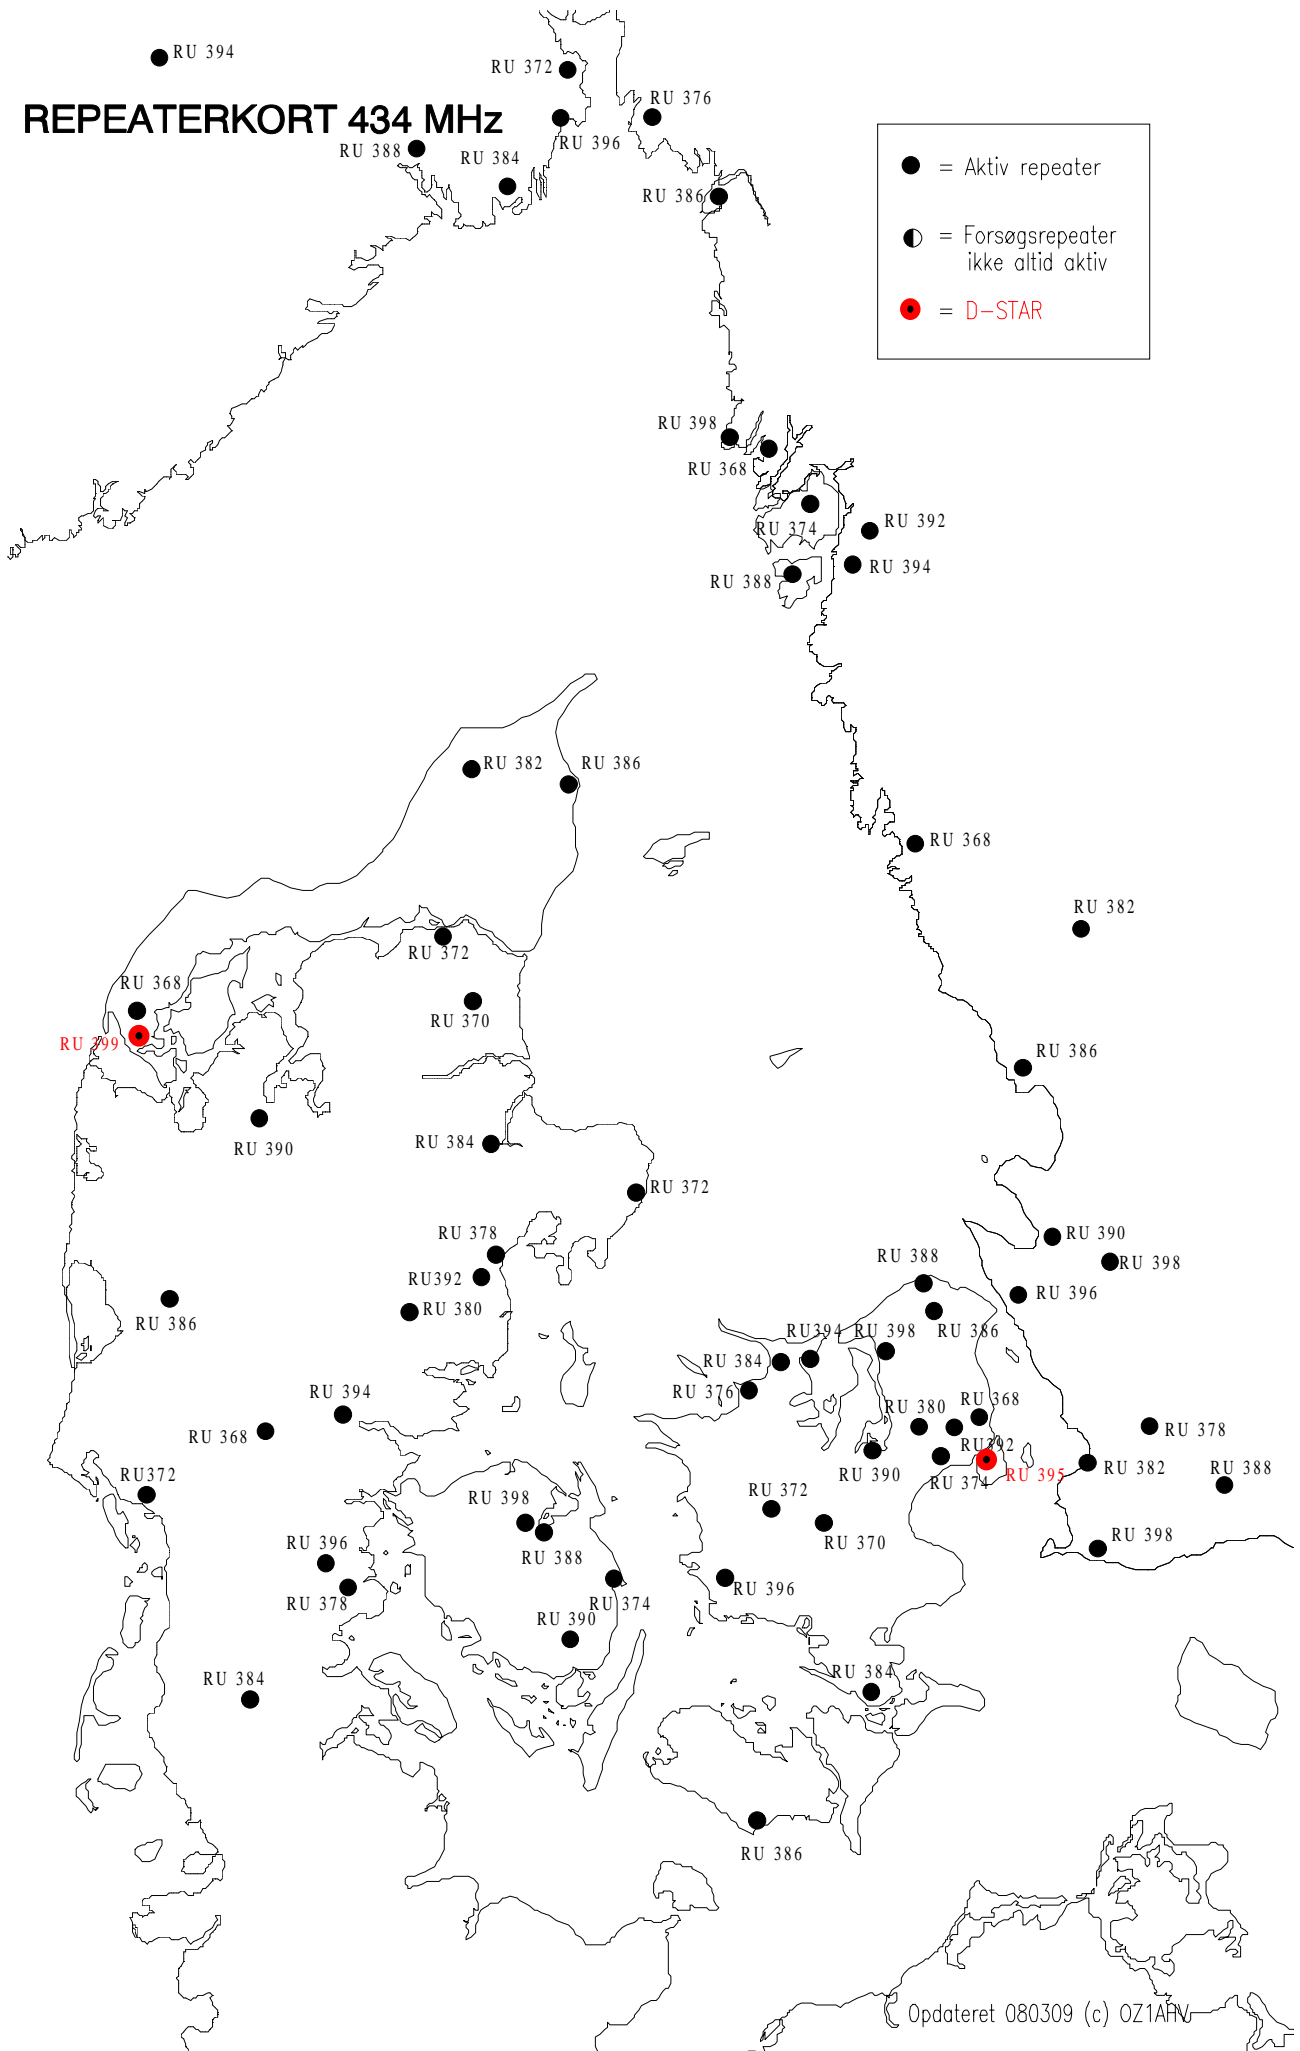 RU 394
RU 372
RU 376
REPEATERKORT 434 MHz
RU 396
RU 388
RU 384
RU 386
= Aktiv repeater
= Forsøgsrepeater
ikke altid aktiv
= D-STAR
RU 398
RU 368
RU 374
RU 392
RU 394
RU 388
RU 382
RU 386
RU 368
RU 382
RU 372
RU 368
RU 370
RU 399
RU 386
RU 390
RU 384
RU 372
RU 378
RU 390
RU 388
RU 398
RU392
RU 386
RU 380
RU 396
RU 386
RU394
RU 398
RU 384
RU 376
RU 394
RU 368
RU 380
RU 368
RU 378
RU392
RU 390
RU 374
RU 395
RU 382
RU 388
RU372
RU 398
RU 372
RU 396
RU 388
RU 370
RU 398
RU 378
RU 374
RU 396
RU 390
RU 384
RU 384
RU 386
Opdateret 080309 (c) OZ1AHV